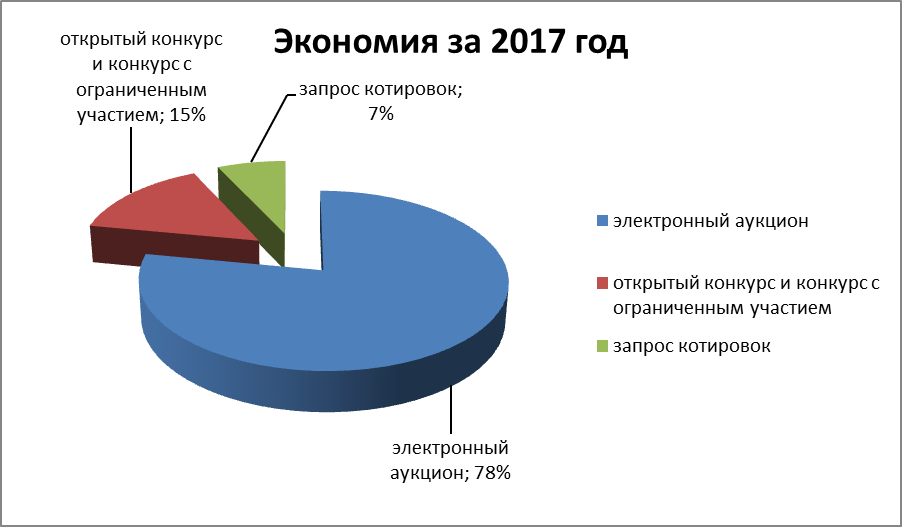 Экономия за 2017 год
открытый конкурс
и конкурс с
ограниченным
участием; 15%
запрос котировок;
7%
электронный
аукцион; 78%
электронный аукцион
открытый конкурс и конкурс с
ограниченным участием
запрос котировок